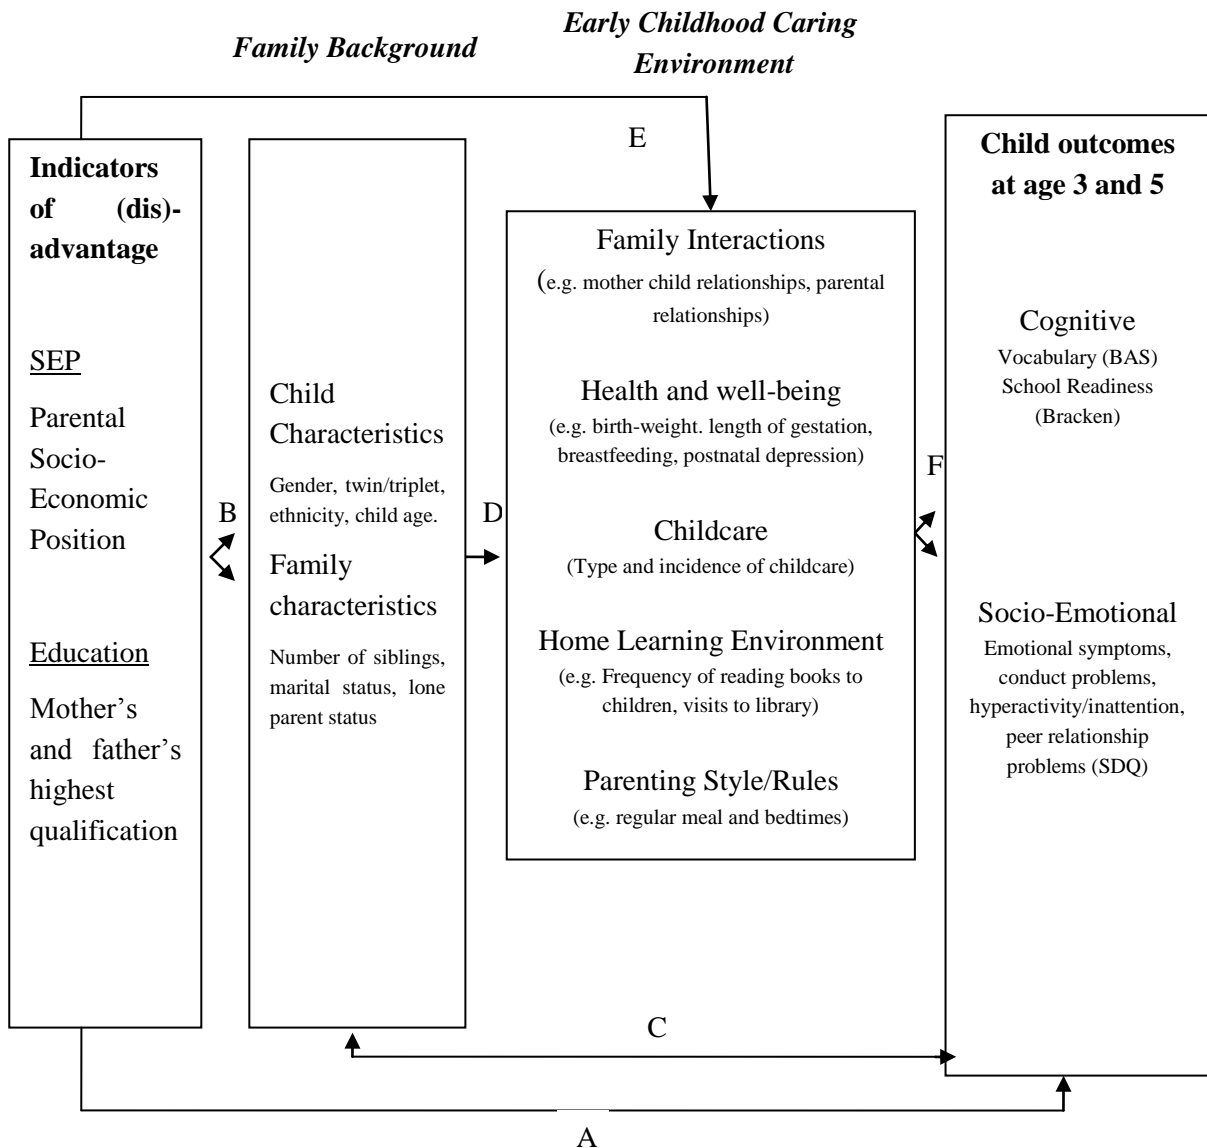 Family Background
Early Childhood Caring
Environment
E
Indicators
of (dis)-
advantage
SEP
Parental
Socio-
Economic
Position
Education
Mother’s
and father’s
highest
qualification
B
Child
Characteristics
Gender, twin/triplet,
ethnicity, child age.
Family
characteristics
Number of siblings,
marital status, lone
parent status
D
Family Interactions
(e.g. mother child relationships, parental
relationships)
Health and well-being
(e.g. birth-weight. length of gestation,
breastfeeding, postnatal depression)
Childcare
(Type and incidence of childcare)
Home Learning Environment
(e.g. Frequency of reading books to
children, visits to library)
Parenting Style/Rules
(e.g. regular meal and bedtimes)
F
Child outcomes
at age 3 and 5
Cognitive
Vocabulary (BAS)
School Readiness
(Bracken)
Socio-Emotional
Emotional symptoms,
conduct problems,
hyperactivity/inattention,
peer relationship
problems (SDQ)
C
A